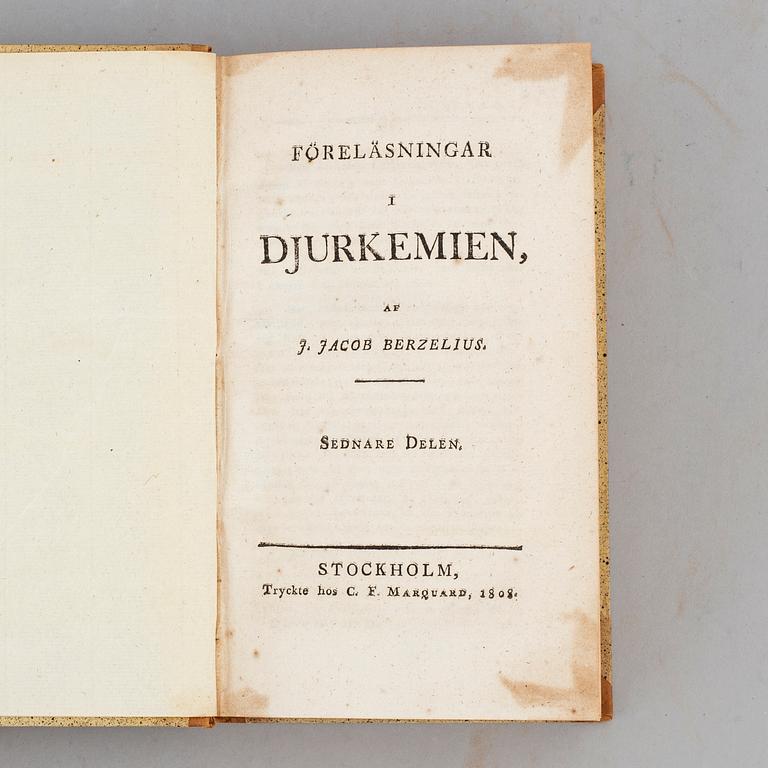 FÖRELÄSNINGAR
I
DJURKEMIEN,
AF
J. JACOB BERZELIUS.
SEDNARE DELEN.
STOCKHOLM,
Tryckte hos C. F. MARQUARD, 1808.